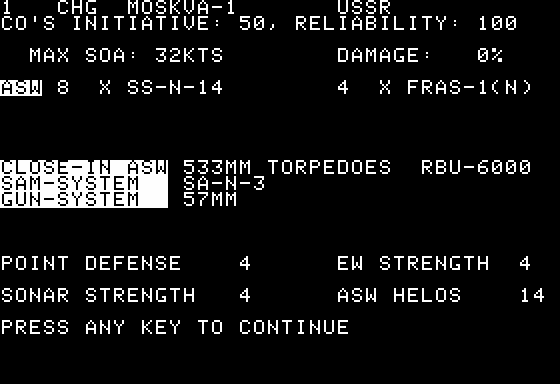 1 CHG MOSKVA-1 USSR
CO'S INITIATIVE: 50, RELIABILITY: 100
MAX SOA: 32KTS DAMAGE: 0%
ASW 8 X SS-N-14 4 X FRAS-1(N)
CLOSE-IN ASW 533MM TORPEDOES RBU-6000
SAM-SYSTEM SA-N-3
GUN-SYSTEM 57MM
POINT DEFENSE 4 EW STRENGTH 4
SONAR STRENGTH 4 ASW HELOS 14
PRESS ANY KEY TO CONTINUE